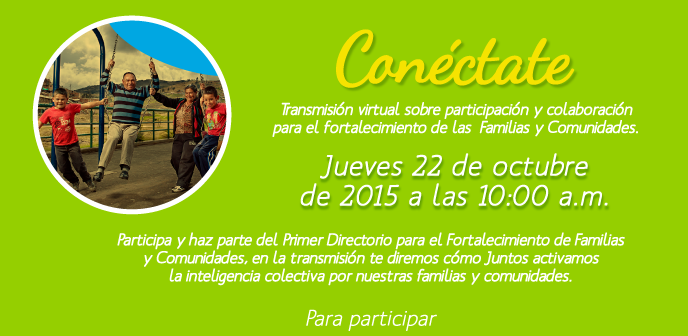 Conéctate
Transmisión virtual sobre participación y colaboración
para el fortalecimiento de las Familias y Comunidades.
Jueves 22 de octubre
de 2015 a las 10:00 a.m.
Participa y haz parte del Primer Directorio para el Fortalecimiento de Familias
y Comunidades, en la transmisión te diremos cómo Juntos activamos
la inteligencia colectiva por nuestras familias y comunidades.
Para participar